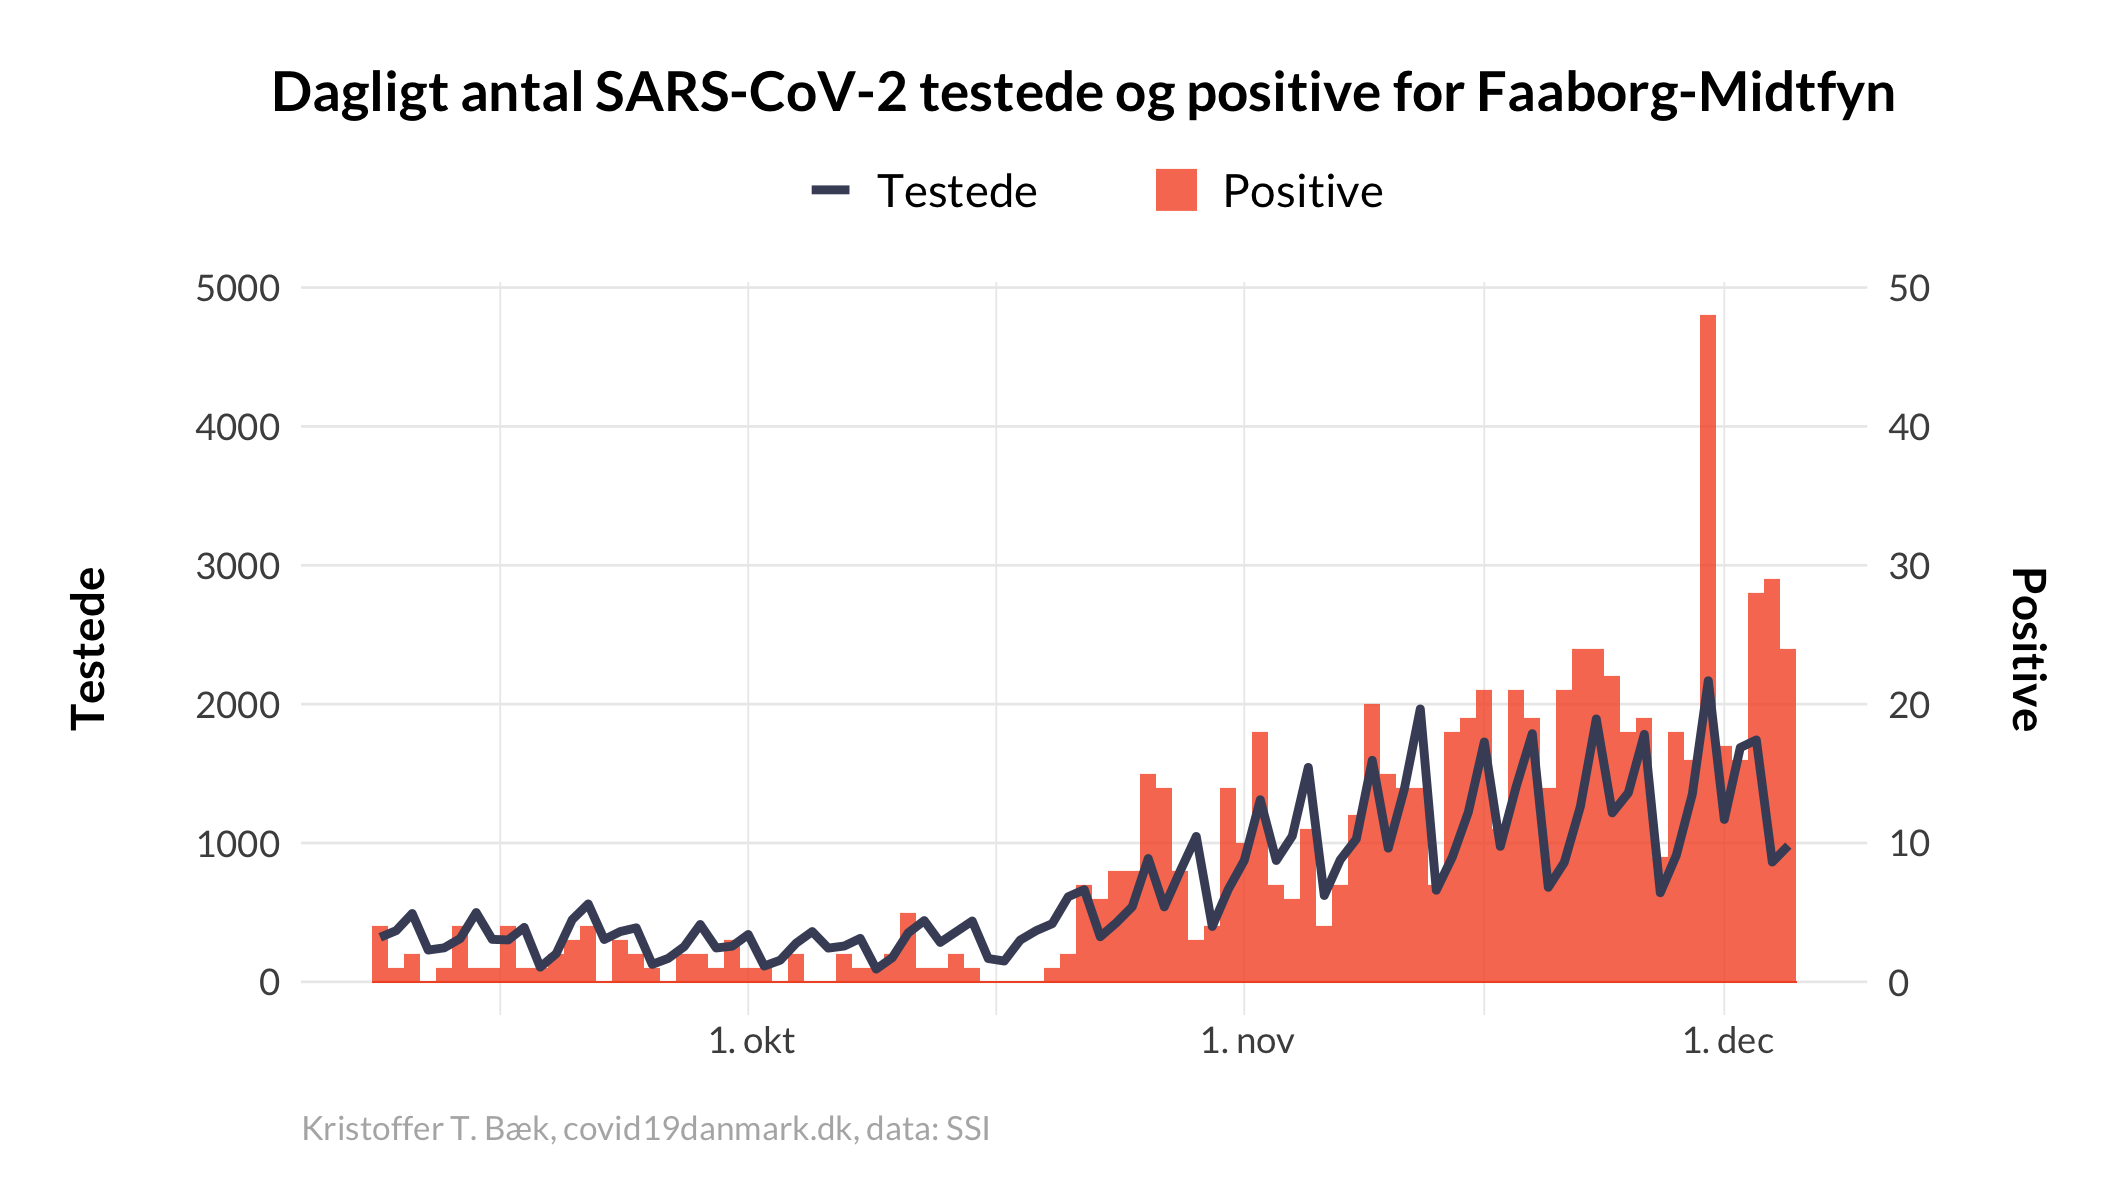 Dagligt antal SARS-CoV-2 testede og positive for Faaborg-Midtfyn
Testede
Positive
5000
4000
3000
2000
1000
0
50
40
30
20
10
0
Testede
Positive
1. okt
1. nov
1. dec
Kristoffer T. Bæk, covid19danmark.dk, data: SSI